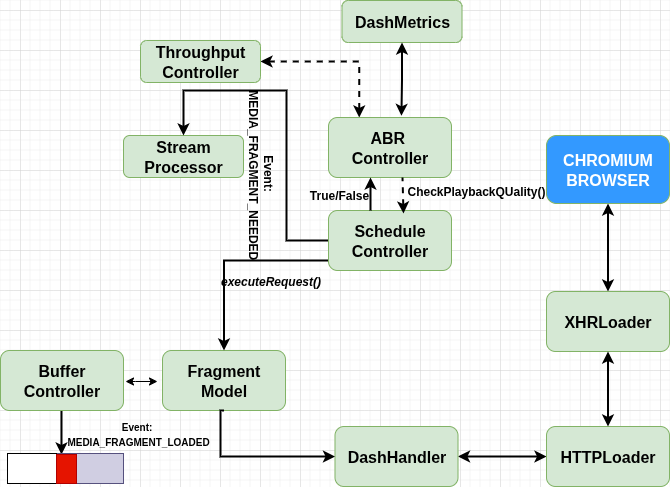 DashMetrics
Throughput
Controller
ABR
Controller
Stream
Processor
Event:
MEDIA_FRAGMENT_NEEDED
CHROMIUM
BROWSER
True/False
CheckPlaybackQUality()
Schedule
Controller
executeRequest()
XHRLoader
Buffer
Controller
Fragment
Model
Event:
MEDIA_FRAGMENT_LOADED
DashHandler
HTTPLoader